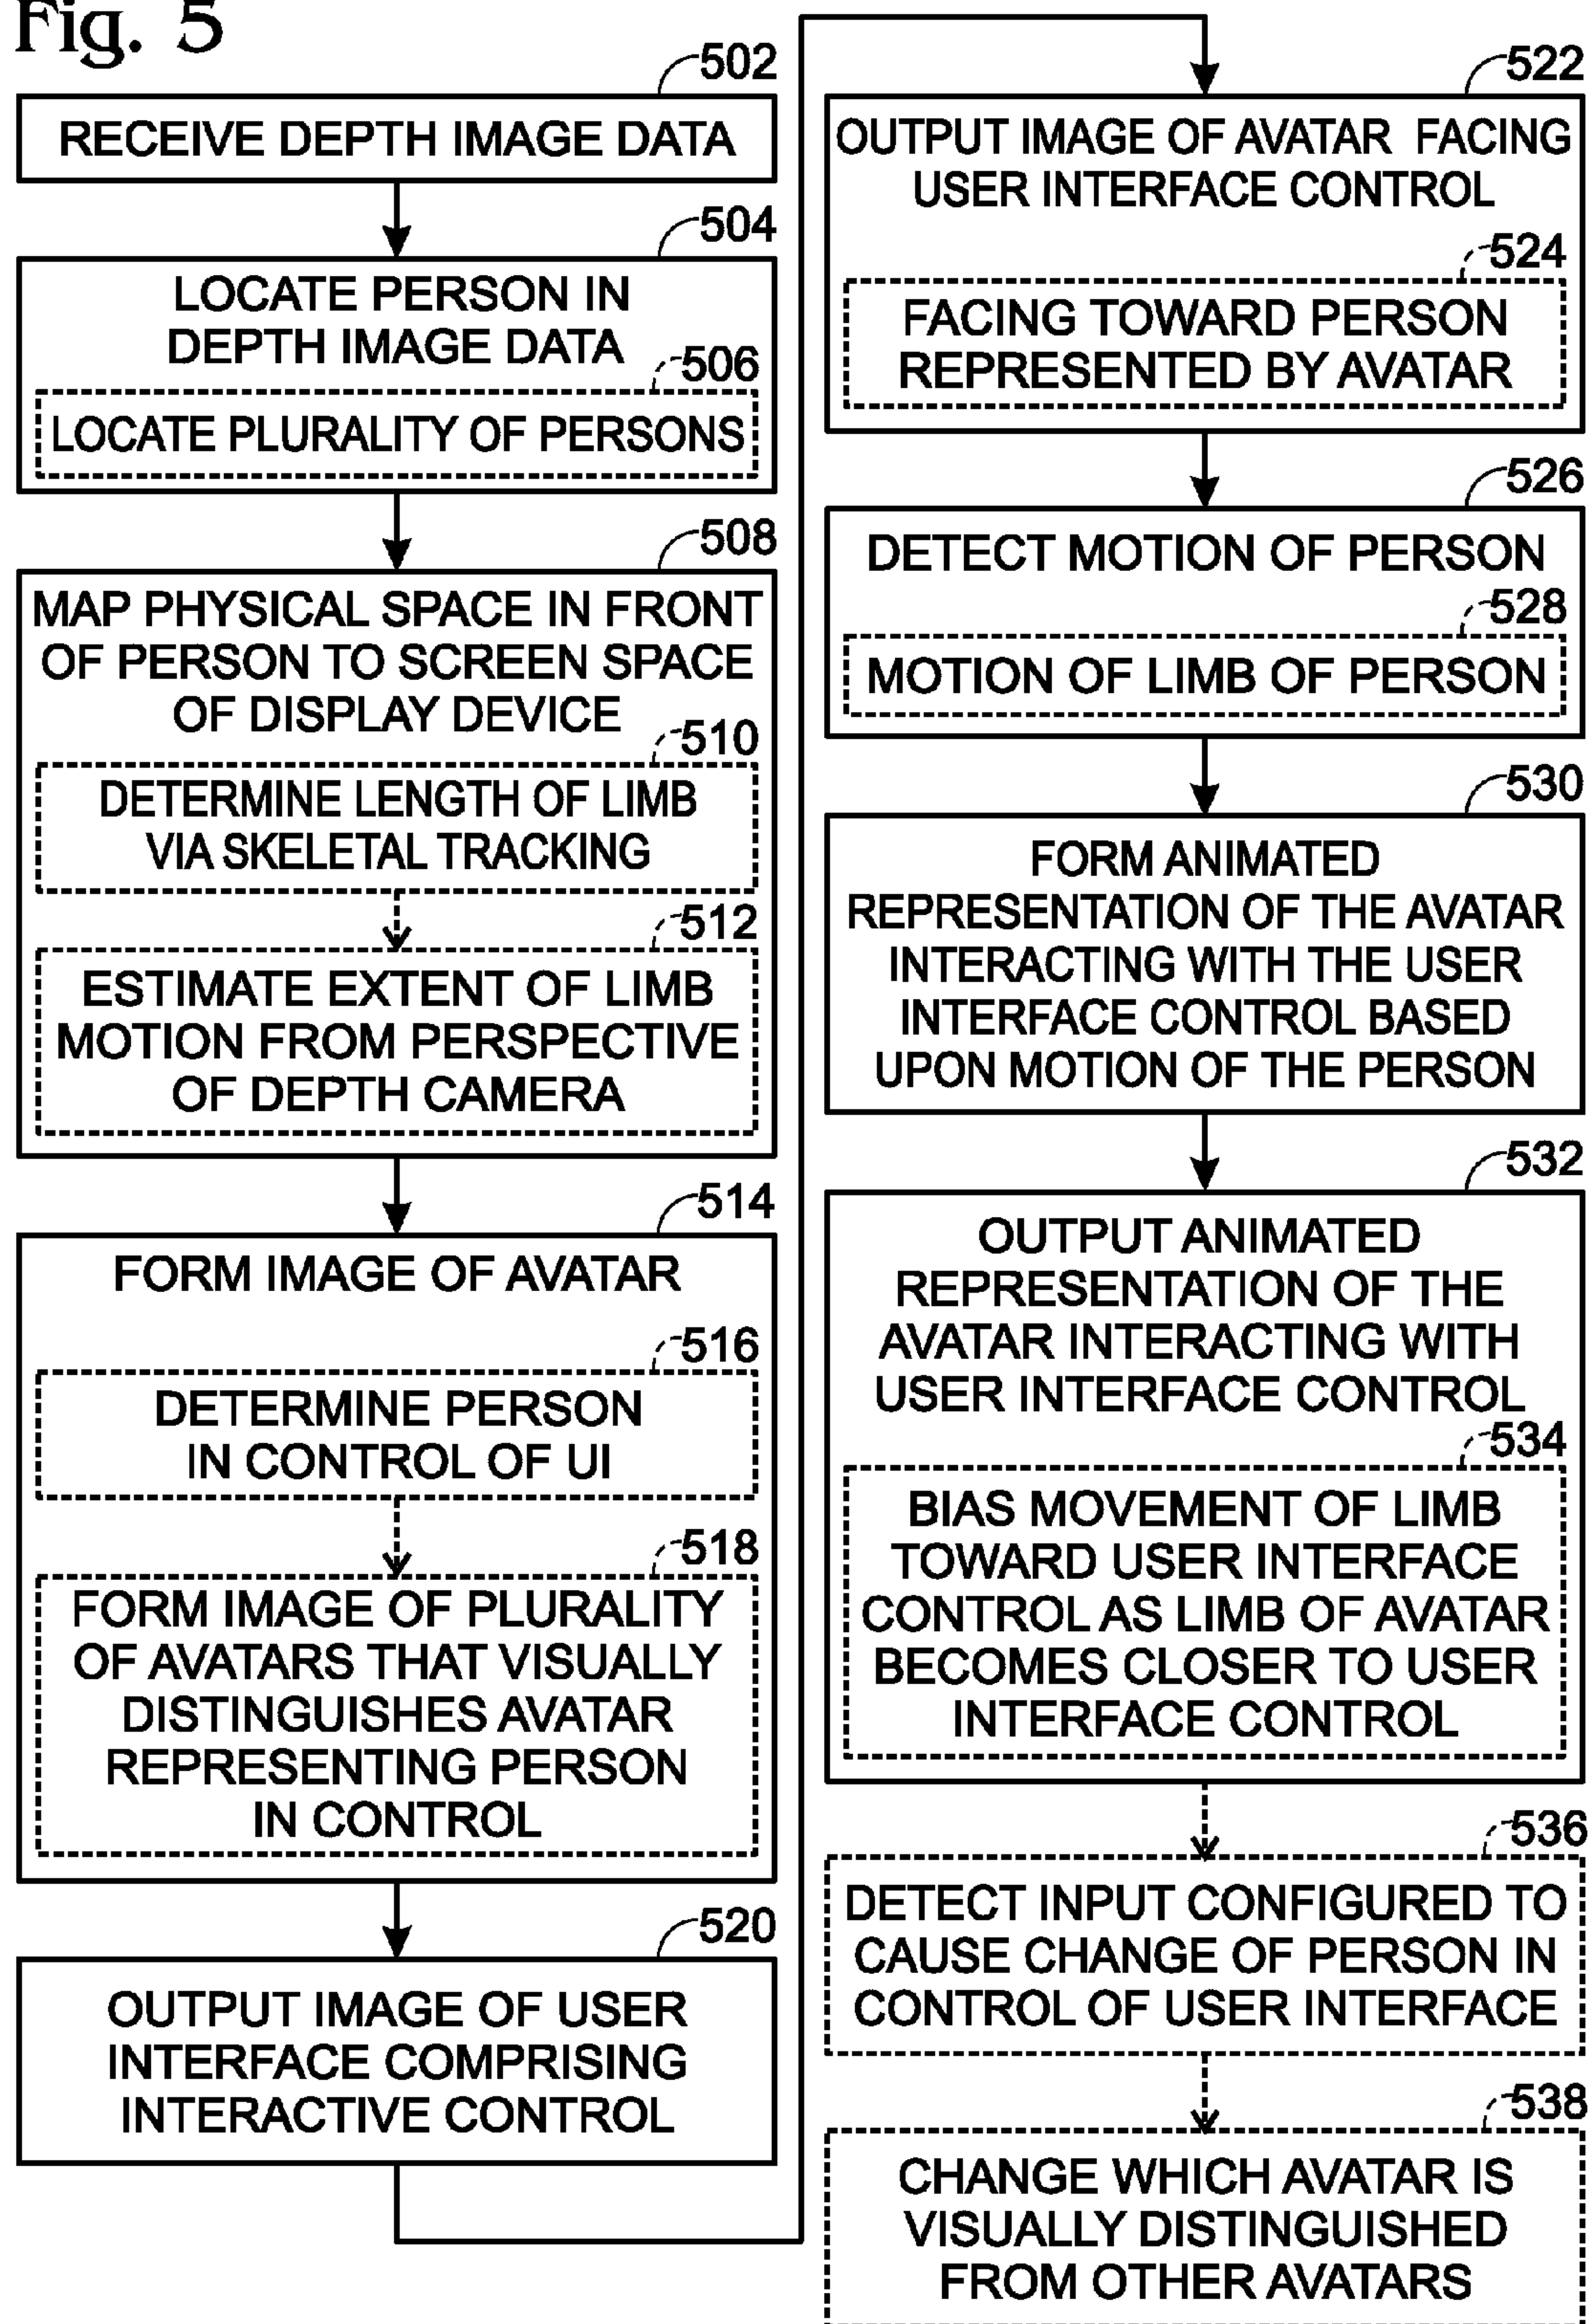 Fig. 5
502
RECEIVE DEPTH IMAGE DATA
504
LOCATE PERSON IN
DEPTH IMAGE DATA
506
LOCATE PLURALITY OF PERSONS
508
MAP PHYSICAL SPACE IN FRONT
OF PERSON TO SCREEN SPACE
OF DISPLAY DEVICE
510
DETERMINE LENGTH OF LIMB
VIA SKELETAL TRACKING
512
ESTIMATE EXTENT OF LIMB
MOTION FROM PERSPECTIVE
OF DEPTH CAMERA
514
FORM IMAGE OF AVATAR
516
DETERMINE PERSON
IN CONTROL OF UI
518
FORM IMAGE OF PLURALITY
OF AVATARS THAT VISUALLY
DISTINGUISHES AVATAR
REPRESENTING PERSON
IN CONTROL
520
OUTPUT IMAGE OF USER
INTERFACE COMPRISING
INTERACTIVE CONTROL
522
OUTPUT IMAGE OF AVATAR FACING
USER INTERFACE CONTROL
524
FACING TOWARD PERSON
REPRESENTED BY AVATAR
526
DETECT MOTION OF PERSON
528
MOTION OF LIMB OF PERSON
530
FORM ANIMATED
REPRESENTATION OF THE AVATAR
INTERACTING WITH THE USER
INTERFACE CONTROL BASED
UPON MOTION OF THE PERSON
532
OUTPUT ANIMATED
REPRESENTATION OF THE
AVATAR INTERACTING WITH
USER INTERFACE CONTROL
534
BIAS MOVEMENT OF LIMB
TOWARD USER INTERFACE
CONTROL AS LIMB OF AVATAR
BECOMES CLOSER TO USER
INTERFACE CONTROL
536
DETECT INPUT CONFIGURED TO
CAUSE CHANGE OF PERSON IN
CONTROL OF USER INTERFACE
538
CHANGE WHICH AVATAR IS
VISUALLY DISTINGUISHED
FROM OTHER AVATARS